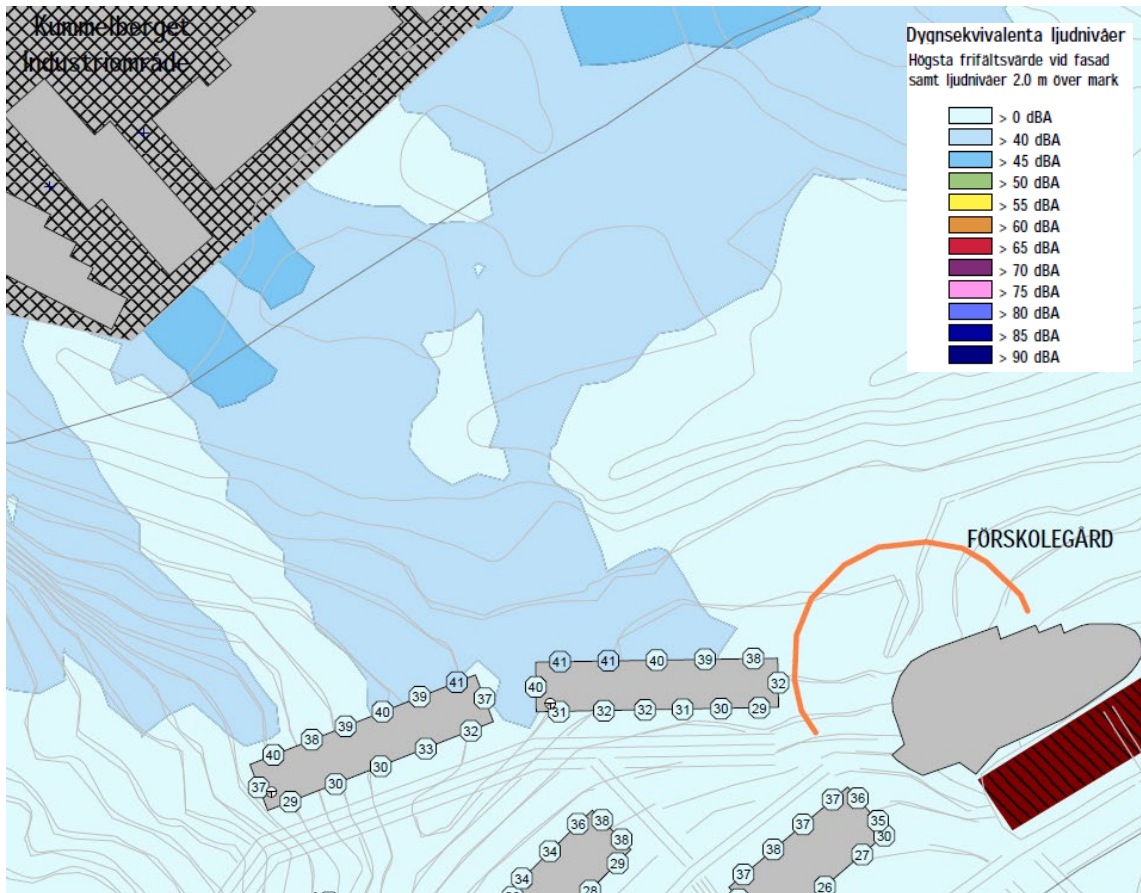 Kummelberget
Industriområde
Dygnsekvivalenta ljudnivåer
Högsta frifältsvärde vid fasad
samt ljudnivåer 2.0 m över mark
> 0 dBA
> 40 dBA
> 45 dBA
> 50 dBA
> 55 dBA
> 60 dBA
> 65 dBA
> 70 dBA
> 75 dBA
> 80 dBA
> 85 dBA
> 90 dBA
FÖRSKOLEGÅRD
41 41 40 39 38
40 32
31 32 32 31 30 29
41
39 37
40
39
38
40
32
33
30
30
37
29
36 38
38
34
29
34
28
37 36
37 35
30
38
27
37
26